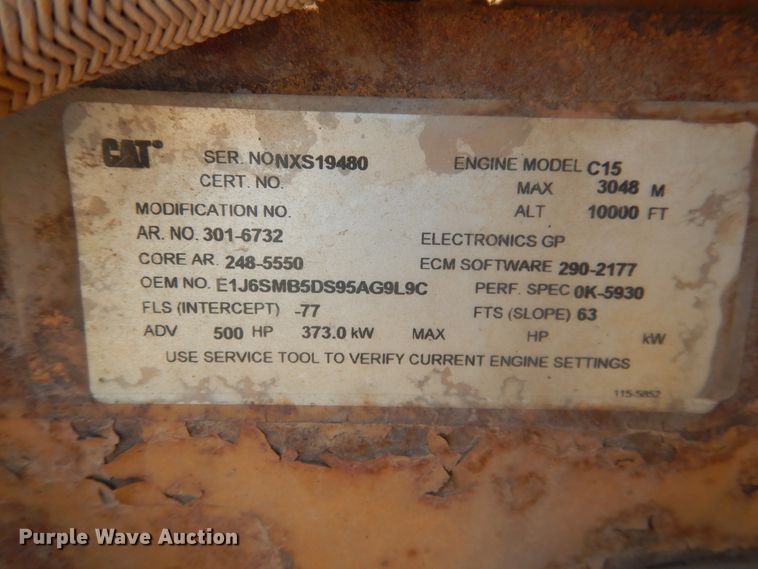 CAT SER. NO NXS19480 ENGINE MODEL C15
CERT. NO. MAX 3048 M
MODIFICATION NO. ALT 10000 FT
AR. NO. 301-6732 ELECTRONICS GP
CORE AR. 248-5550 ECM SOFTWARE 290-2177
OEM NO. E1J6SMB5DS95AG9L9C PERF. SPEC 0K-5930
FLS (INTERCEPT) -77 FTS (SLOPE) 63
ADV 500 HP 373.0 kW MAX HP kW
USE SERVICE TOOL TO VERIFY CURRENT ENGINE SETTINGS
115-5852
Purple Wave Auction